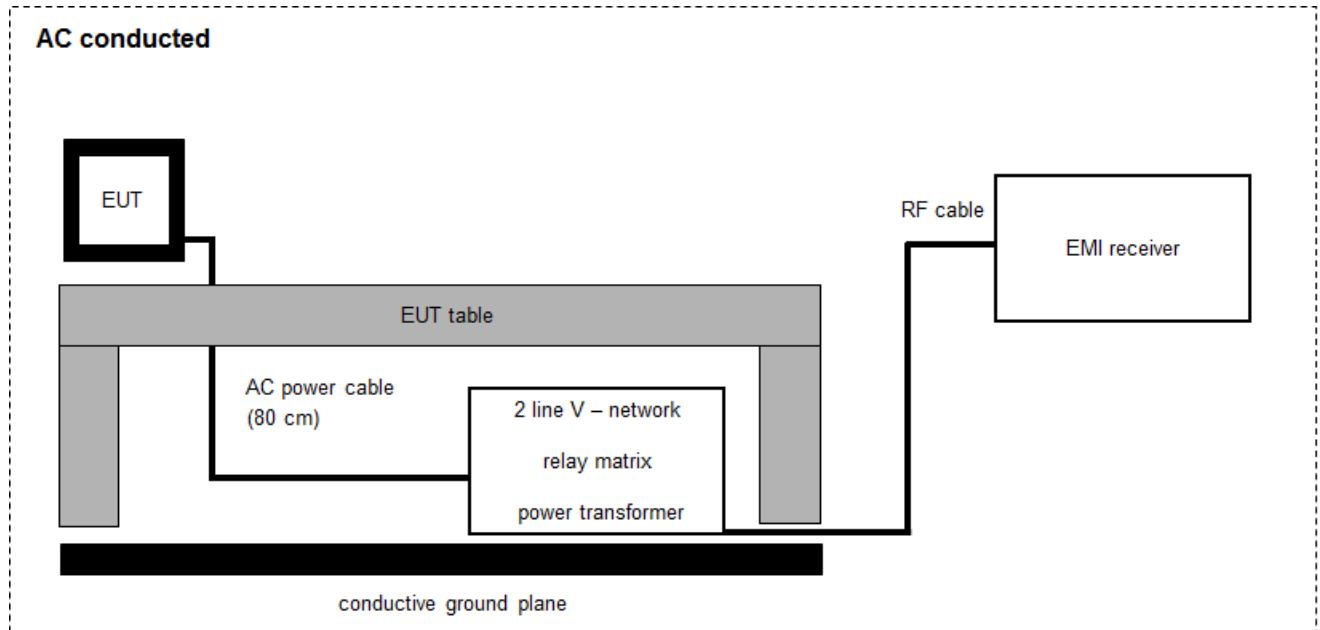 AC conducted
EUT
RF cable
EMI receiver
EUT table
AC power cable
(80 cm)
2 line V – network
relay matrix
power transformer
conductive ground plane